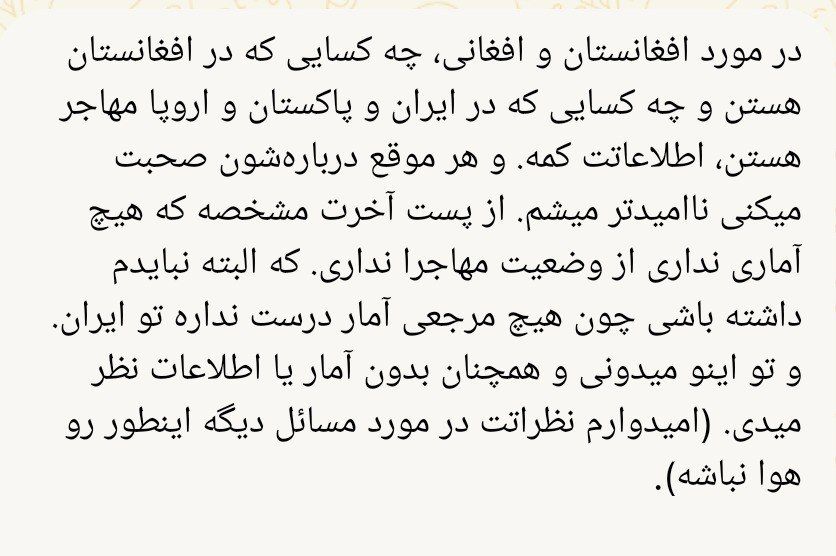 در مورد افغانستان و افغانی، چه کسایی که در افغانستان
هستن و چه کسایی که در ایران و پاکستان و اروپا مهاجر
هستن، اطلاعاتت کمه. و هر موقع درباره‌شون صحبت
میکنی ناامیدتر میشم. از پست آخرت مشخصه که هیچ
آماری نداری از وضعیت مهاجرا نداری. که البته نبایدم
داشته باشی چون هیچ مرجعی آمار درست نداره تو ایران.
و تو اینو میدونی و همچنان بدون آمار یا اطلاعات نظر
میدی. (امیدوارم نظراتت در مورد مسائل دیگه اینطور رو
هوا نباشه).